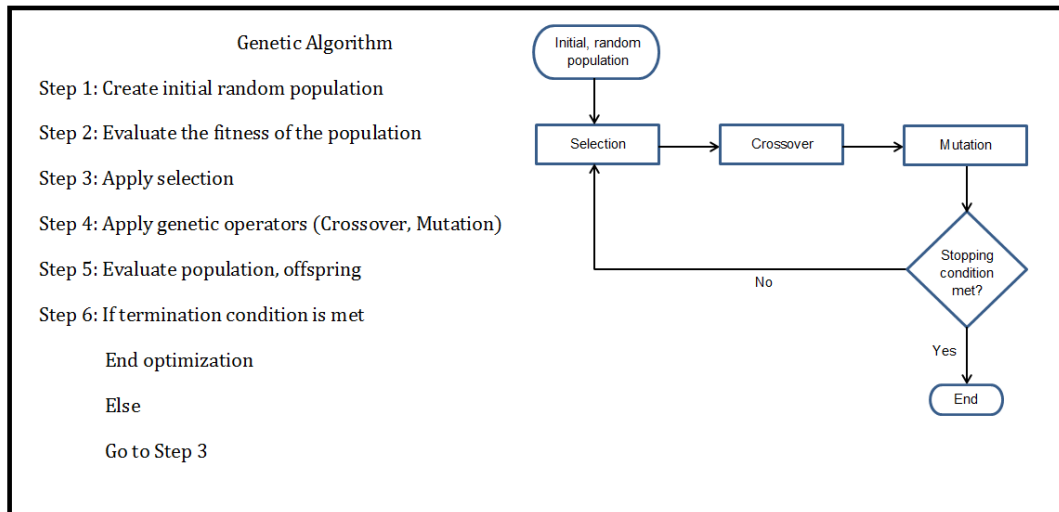 Genetic Algorithm
Step 1: Create initial random population
Step 2: Evaluate the fitness of the population
Step 3: Apply selection
Step 4: Apply genetic operators (Crossover, Mutation)
Step 5: Evaluate population, offspring
Step 6: If termination condition is met
End optimization
Else
Go to Step 3
Initial, random
population
Selection
Crossover
Mutation
Stopping
condition
met?
No
Yes
End